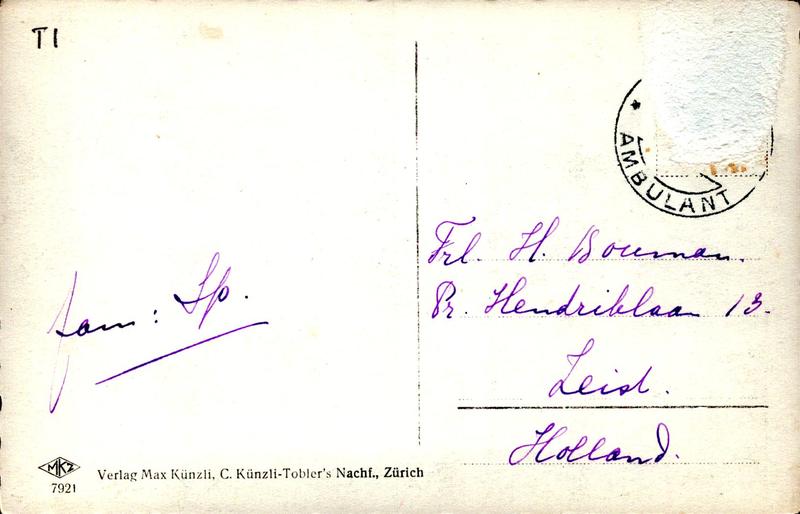 T1
AMBULANT
Frl. H. Bouman.
Pr. Hendriklaan 13.
Zeist.
Holland.
fam: Sp.
MKZ
7921
Verlag Max Künzli, C. Künzli-Tobler's Nachf., Zürich